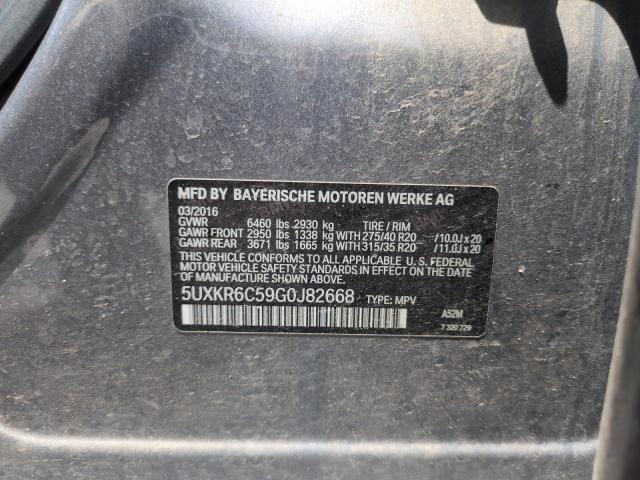 MFD BY BAYERISCHE MOTOREN WERKE AG
03/2016
GVWR 6460 lbs 2930 kg TIRE / RIM
GAWR FRONT 2950 lbs 1338 kg WITH 275/40 R20 /10.0J x 20
GAWR REAR 3671 lbs 1665 kg WITH 315/35 R20 /11.0J x 20
THIS VEHICLE CONFORMS TO ALL APPLICABLE U. S. FEDERAL
MOTOR VEHICLE SAFETY STANDARDS IN EFFECT ON THE DATE
OF MANUFACTURE SHOWN ABOVE.
5UXKR6C59G0J82668 TYPE: MPV
A52M
7 320 729